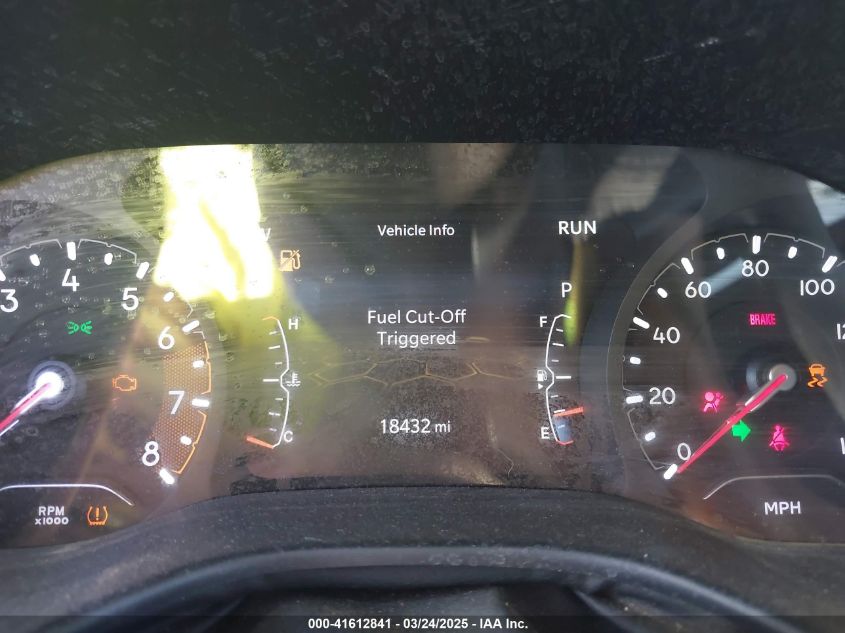 Vehicle Info
RUN
P
Fuel Cut-Off
Triggered
18432 mi
3
4
5
6
7
8
RPM
x1000
H
C
F
E
0
20
40
60
80
100
BRAKE
MPH
000-41612841 / 03/24/2025 / IAA Inc.